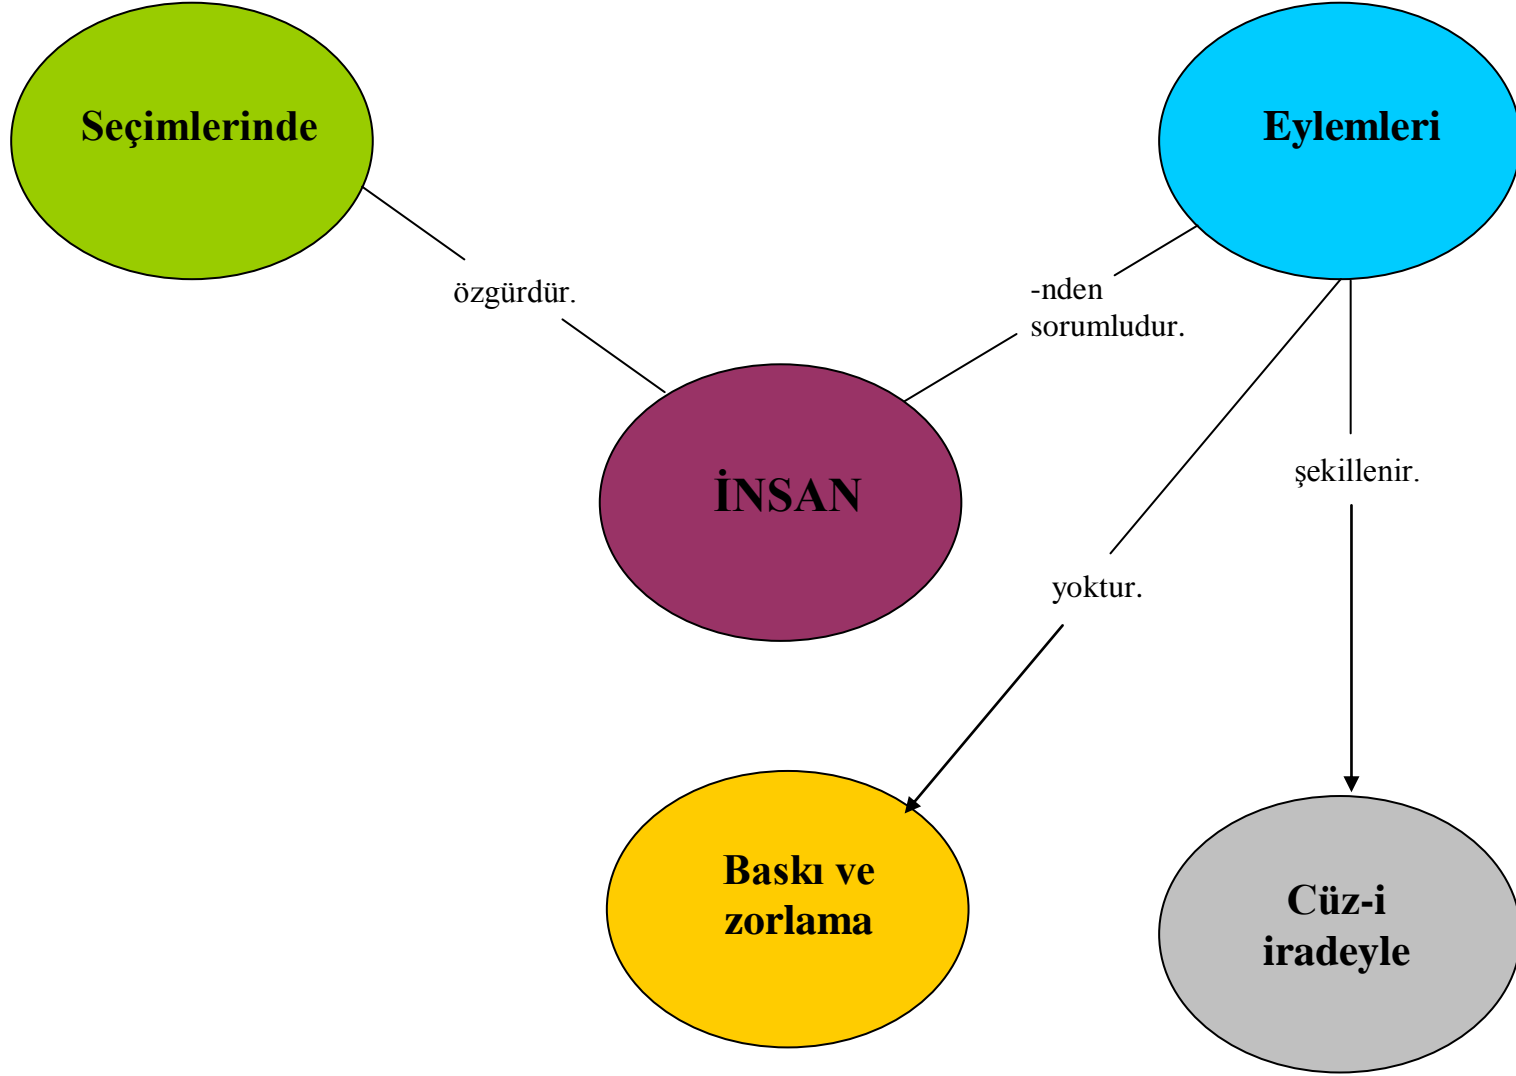 Seçimlerinde
Eylemleri
özgürdür.
-nden
sorumludur.
İNSAN
şekillenir.
yoktur.
Baskı ve
zorlama
Cüz-i
iradeyle